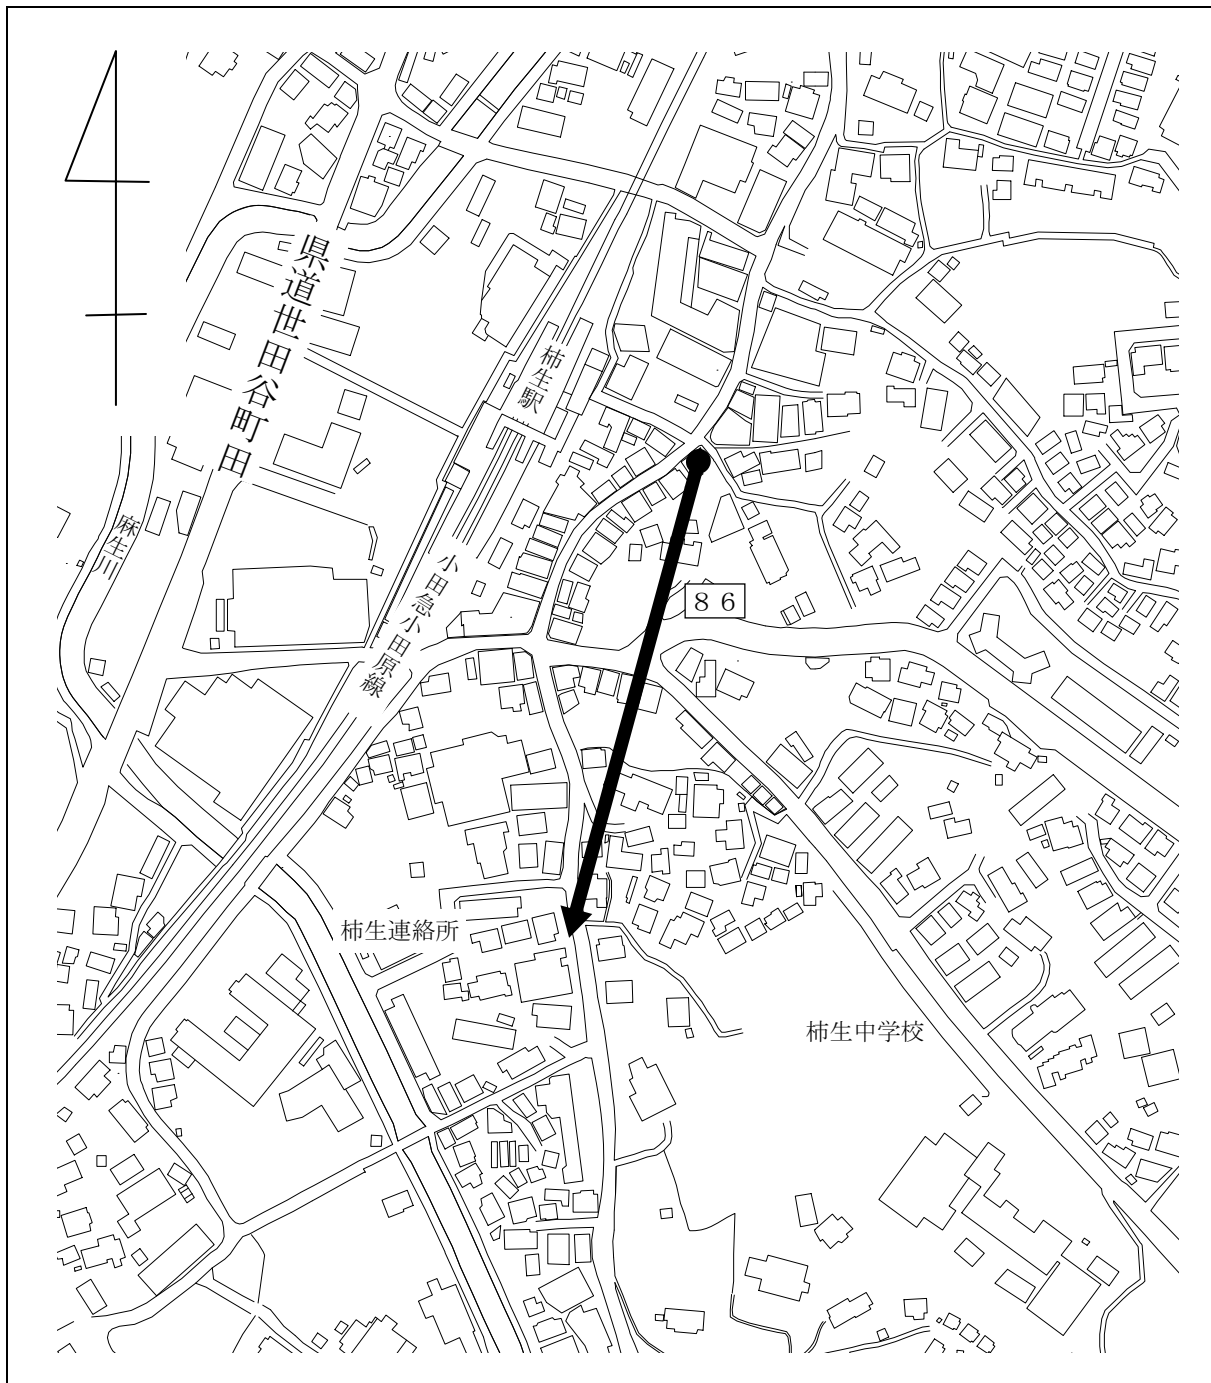 県道世田谷町田
柿生駅
麻生川
小田急小田原線
８６
柿生連絡所
柿生中学校